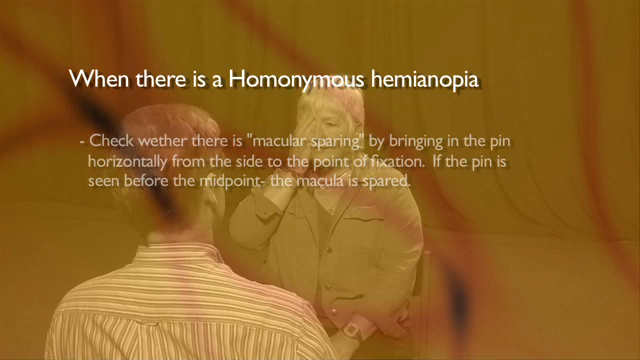 When there is a Homonymous hemianopia
- Check wether there is "macular sparing" by bringing in the pin
horizontally from the side to the point of fixation. If the pin is
seen before the midpoint- the macula is spared.